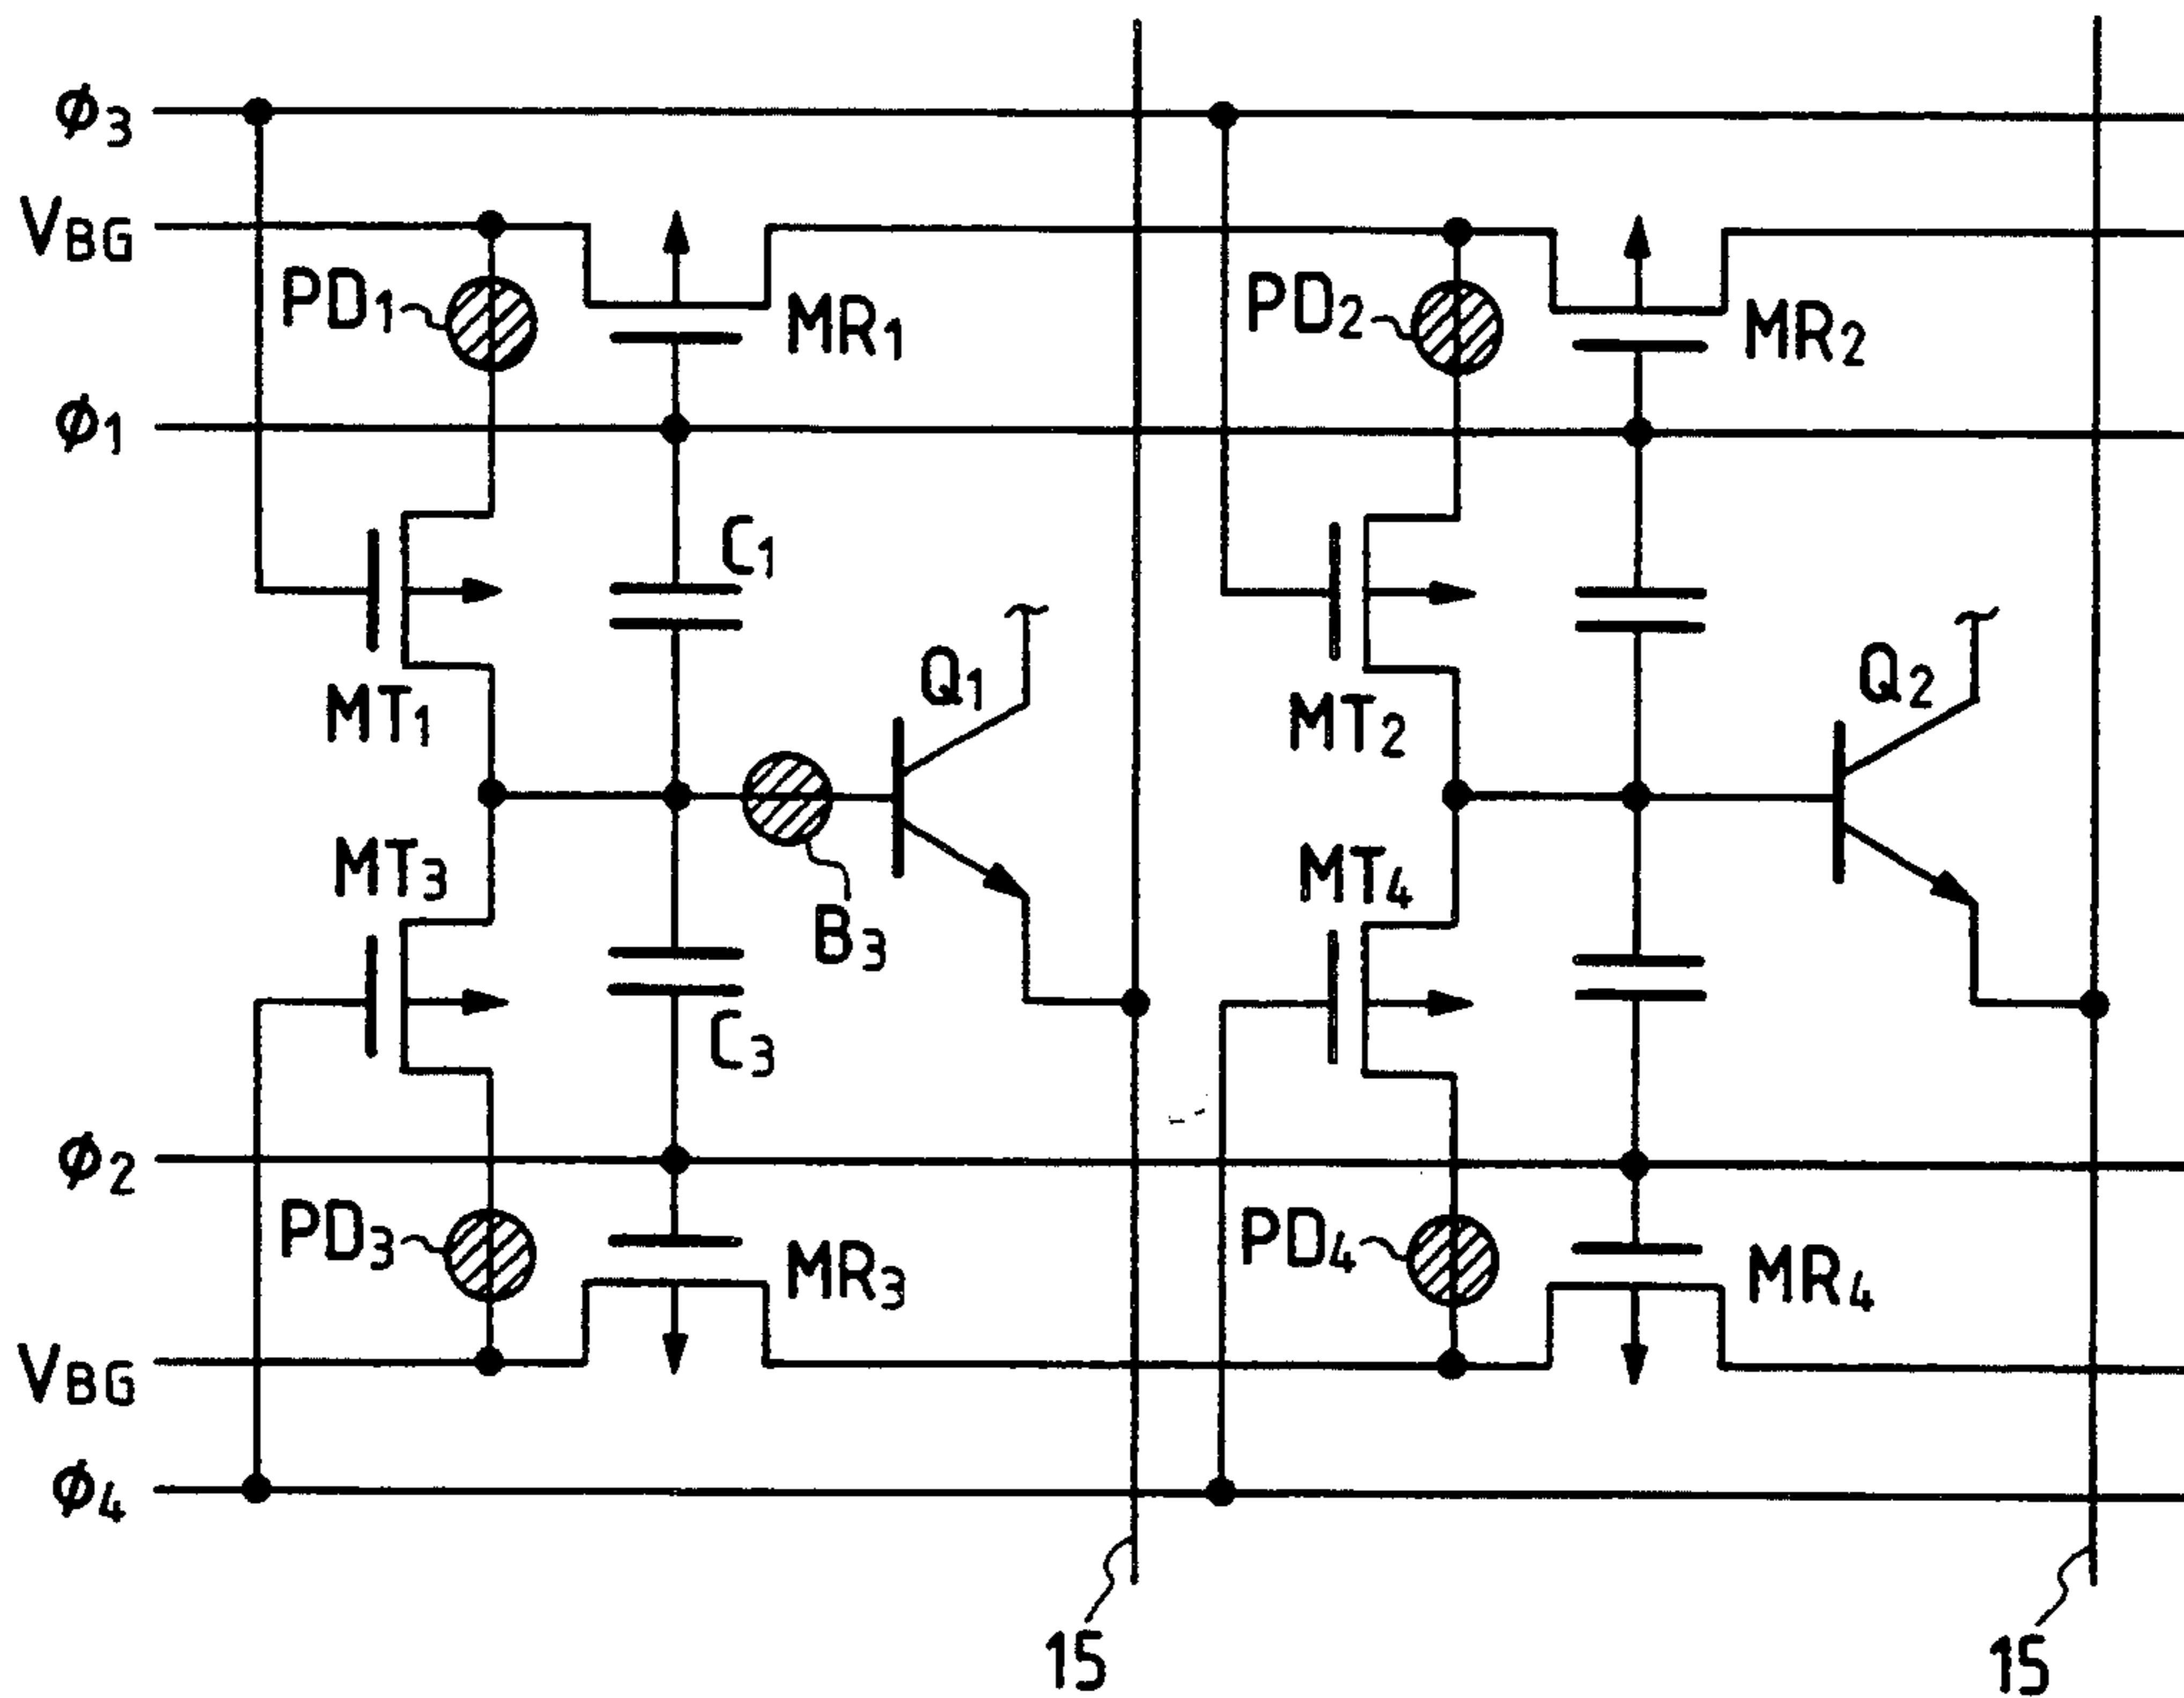 ϕ3
VBG
PD1
MR1
PD2
MR2
ϕ1
C1
Q1
Q2
MT1
MT2
MT3
MT4
B3
C3
ϕ2
PD3
MR3
PD4
MR4
VBG
ϕ4
15
15